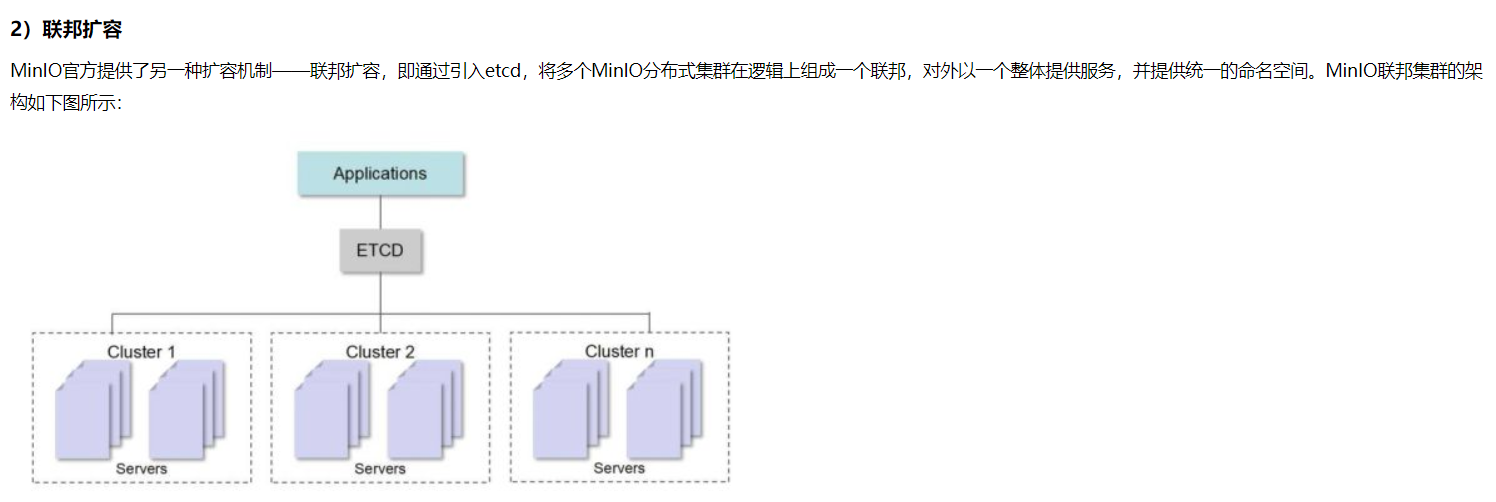 2）联邦扩容
MinIO官方提供了另一种扩容机制——联邦扩容，即通过引入etcd，将多个MinIO分布式集群在逻辑上组成一个联邦，对外以一个整体提供服务，并提供统一的命名空间。MinIO联邦集群的架
构如下图所示：
Applications
ETCD
Cluster 1
Cluster 2
Cluster n
Servers
Servers
Servers